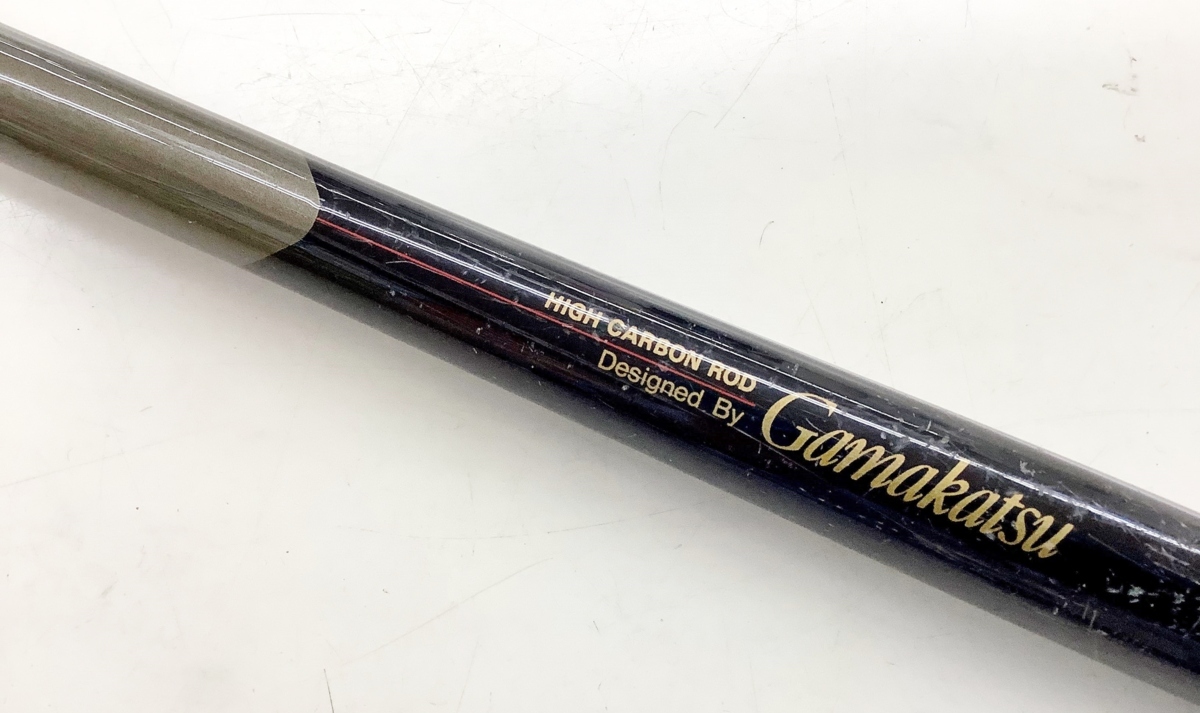 HIGH CARBON ROD
Designed By
Gamakatsu